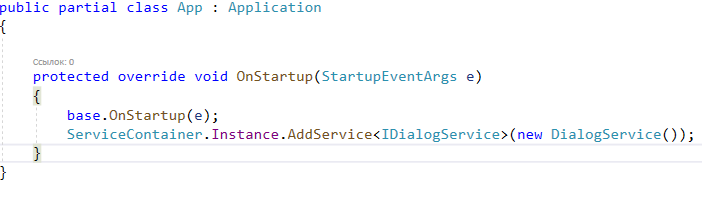 public partial class App : Application
{
Ссылок: 0
protected override void OnStartup(StartupEventArgs e)
{
base.OnStartup(e);
ServiceContainer.Instance.AddService<IDialogService>(new DialogService());
}
}